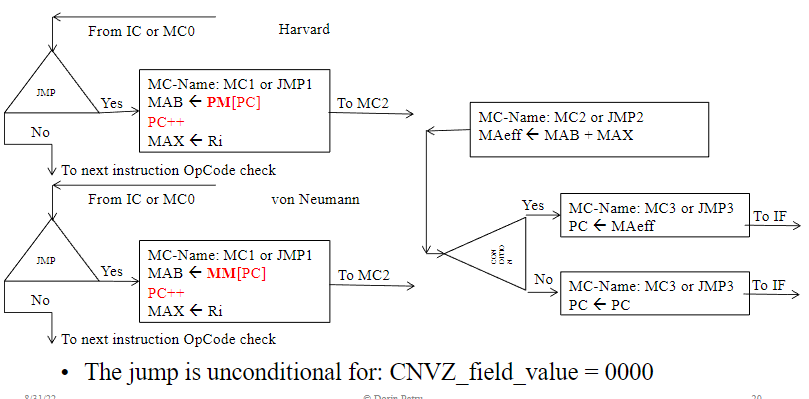 From IC or MC0
Harvard
JMP
MC-Name: MC1 or JMP1
MAB ← PM[PC]
PC++
MAX ← Ri
Yes
To MC2
No
To next instruction OpCode check
MC-Name: MC2 or JMP2
MAeff ← MAB + MAX
From IC or MC0
von Neumann
JMP
MC-Name: MC1 or JMP1
MAB ← MM[PC]
PC++
MAX ← Ri
Yes
To MC2
No
To next instruction OpCode check
Yes
MC-Name: MC3 or JMP3
PC ← MAeff
To IF
No
MC-Name: MC3 or JMP3
PC ← PC
To IF
• The jump is unconditional for: CNVZ_field_value = 0000
8/31/22
20